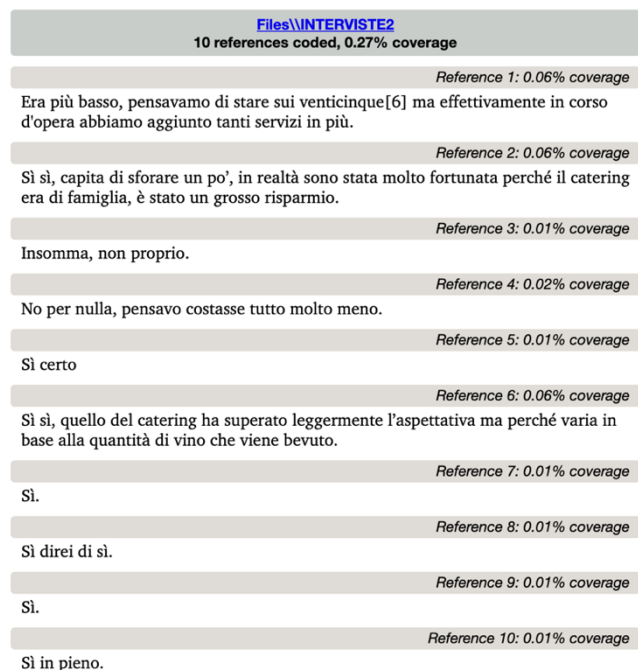 Files\\INTERVISTE2
10 references coded, 0.27% coverage
Reference 1: 0.06% coverage
Era più basso, pensavamo di stare sui venticinque[6] ma effettivamente in corso
d'opera abbiamo aggiunto tanti servizi in più.
Reference 2: 0.06% coverage
Sì sì, capita di sforare un po’, in realtà sono stata molto fortunata perché il catering
era di famiglia, è stato un grosso risparmio.
Reference 3: 0.01% coverage
Insomma, non proprio.
Reference 4: 0.02% coverage
No per nulla, pensavo costasse tutto molto meno.
Reference 5: 0.01% coverage
Sì certo
Reference 6: 0.06% coverage
Sì sì, quello del catering ha superato leggermente l’aspettativa ma perché varia in
base alla quantità di vino che viene bevuto.
Reference 7: 0.01% coverage
Sì.
Reference 8: 0.01% coverage
Sì direi di sì.
Reference 9: 0.01% coverage
Sì.
Reference 10: 0.01% coverage
Sì in pieno.